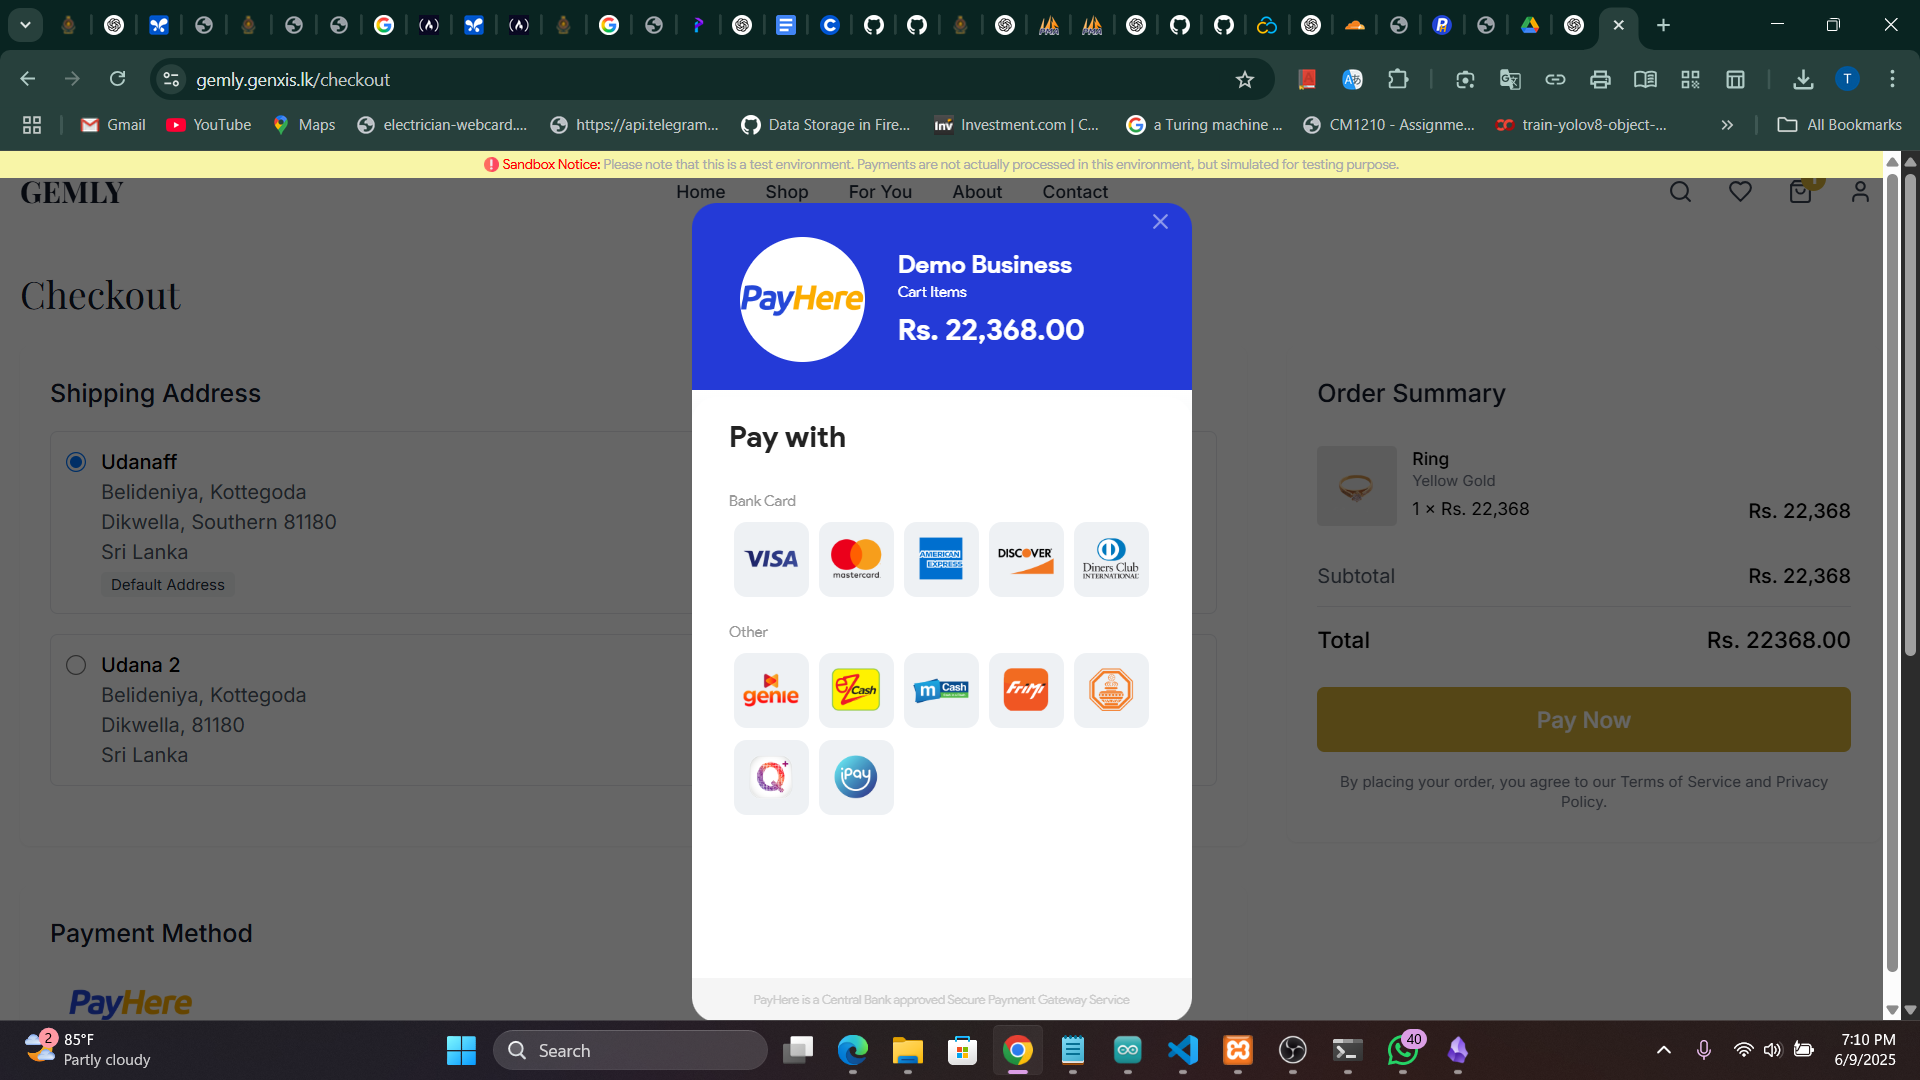 gemly.genxis.lk/checkout
T
Gmail
YouTube
Maps
electrician-webcard....
https://api.telegram...
Data Storage in Fire...
Inv
Investment.com | C...
a Turing machine ...
CM1210 - Assignme...
train-yolov8-object-...
All Bookmarks
Sandbox Notice: Please note that this is a test environment. Payments are not actually processed in this environment, but simulated for testing purpose.
GEMLY
Home
Shop
For You
About
Contact
Checkout
Shipping Address
Udanaff
Belideniya, Kottegoda
Dikwella, Southern 81180
Sri Lanka
Default Address
Udana 2
Belideniya, Kottegoda
Dikwella, 81180
Sri Lanka
Payment Method
PayHere
PayHere
Demo Business
Cart Items
Rs. 22,368.00
Pay with
Bank Card
VISA
mastercard
AMERICAN EXPRESS
DISCOVER
Diners Club
INTERNATIONAL
Other
genie
eZ Cash
m Cash
FriMi
Q+
iPay
PayHere is a Central Bank approved Secure Payment Gateway Service
Order Summary
Ring
Yellow Gold
1 × Rs. 22,368
Rs. 22,368
Subtotal
Rs. 22,368
Total
Rs. 22368.00
Pay Now
By placing your order, you agree to our Terms of Service and Privacy
Policy.
2
85°F
Partly cloudy
Search
40
7:10 PM
6/9/2025